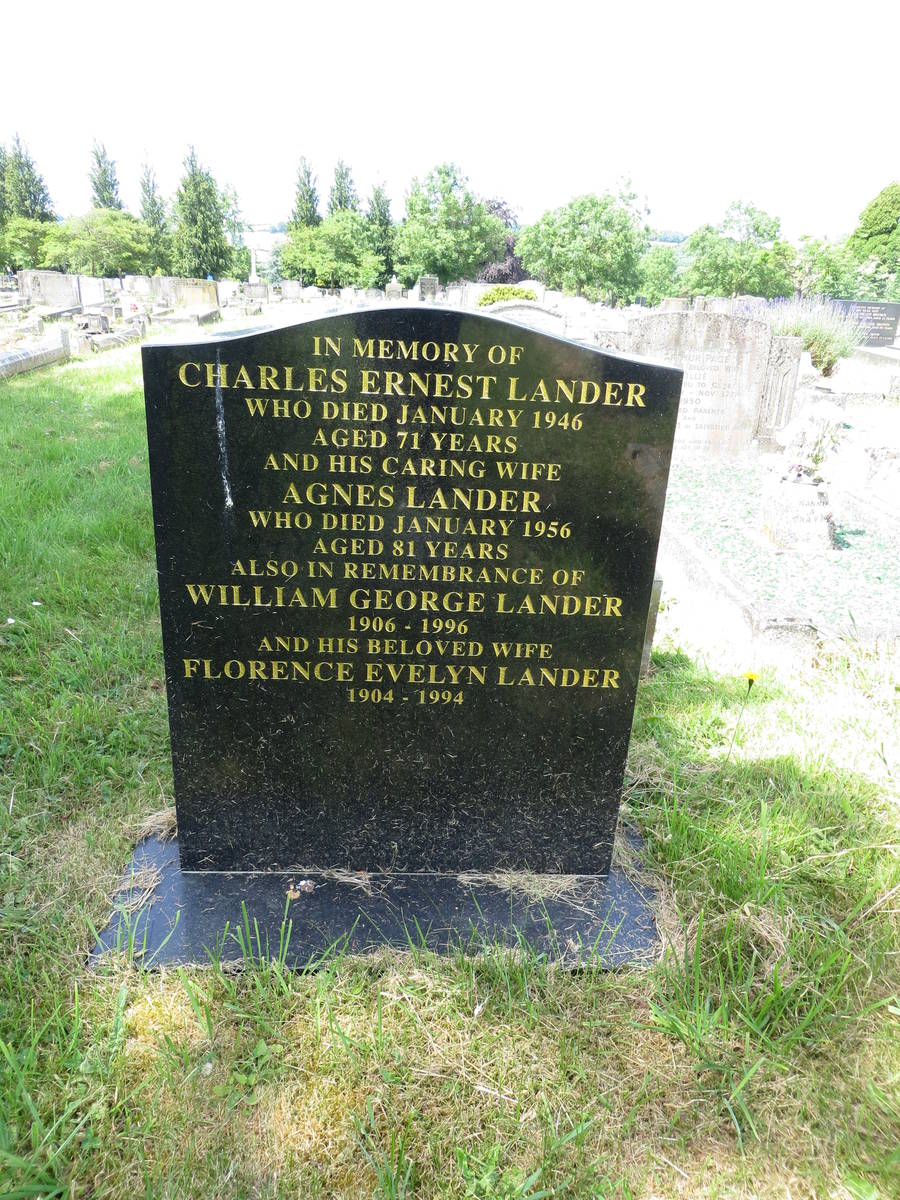 IN MEMORY OF
CHARLES ERNEST LANDER
WHO DIED JANUARY 1946
AGED 71 YEARS
AND HIS CARING WIFE
AGNES LANDER
WHO DIED JANUARY 1956
AGED 81 YEARS
ALSO IN REMEMBRANCE OF
WILLIAM GEORGE LANDER
1906 - 1996
AND HIS BELOVED WIFE
FLORENCE EVELYN LANDER
1904 - 1994